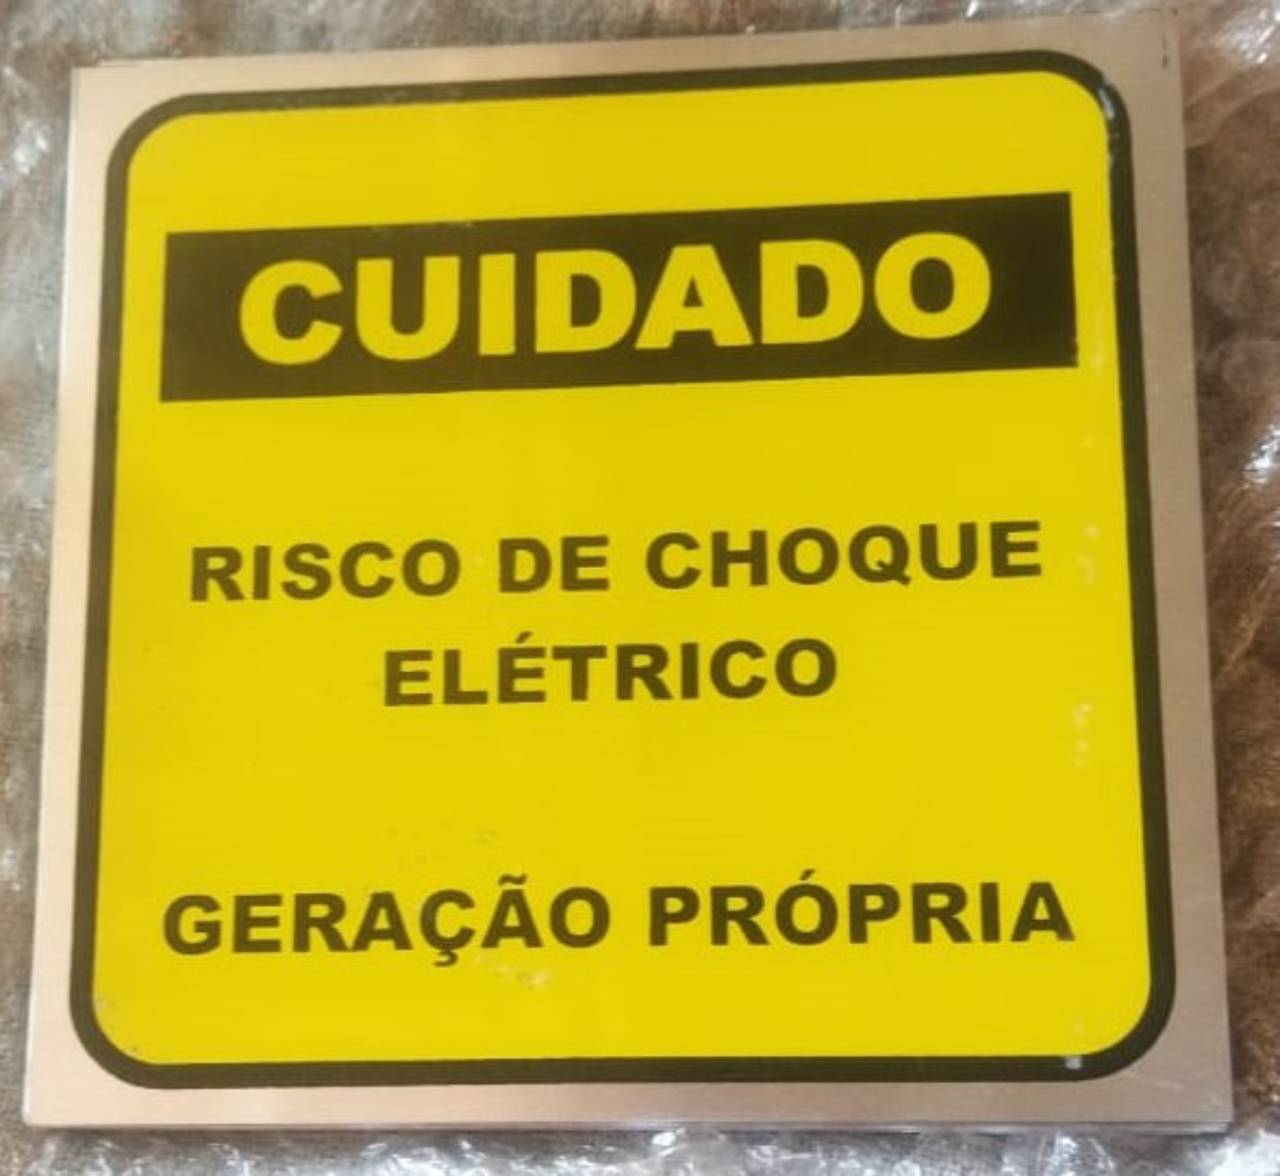 CUIDADO
RISCO DE CHOQUE
ELÉTRICO
GERAÇÃO PRÓPRIA